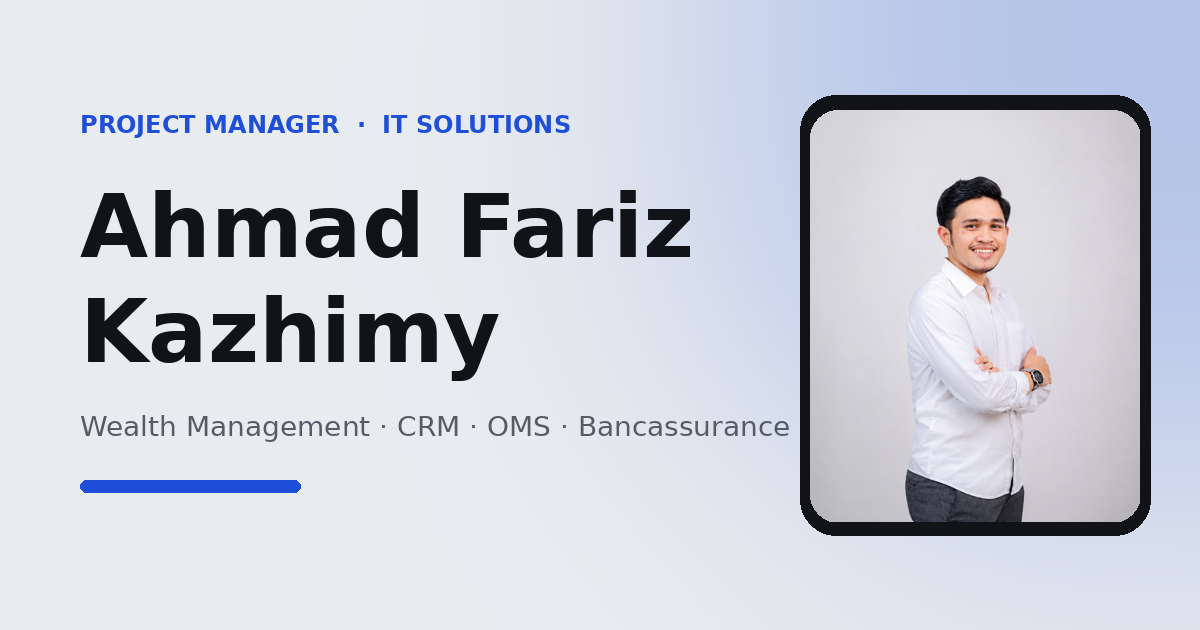 PROJECT MANAGER · IT SOLUTIONS
Ahmad Fariz
Kazhimy
Wealth Management · CRM · OMS · Bancassurance